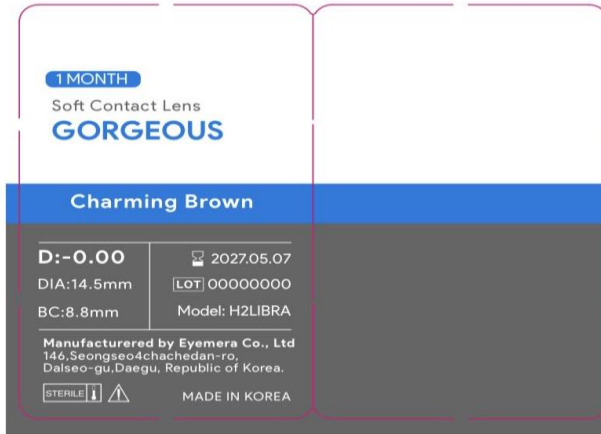 1 MONTH
Soft Contact Lens
GORGEOUS
Charming Brown
D:-0.00
2027.05.07
DIA:14.5mm
LOT 00000000
BC:8.8mm
Model: H2LIBRA
Manufacturered by Eyemera Co., Ltd
146,Seongseo4chachedan-ro,
Dalseo-gu,Daegu, Republic of Korea.
STERILE
MADE IN KOREA